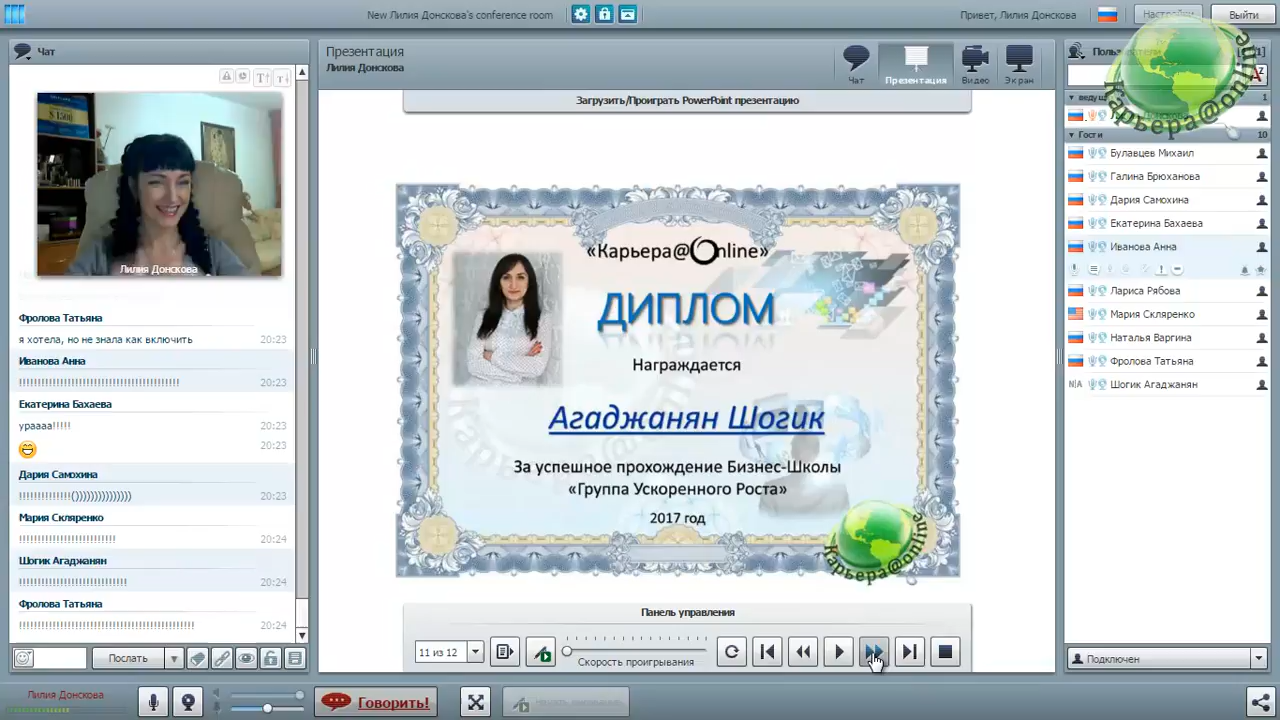 New Лилия Донскова's conference room
Привет, Лилия Донскова
Настройки
Выйти
Чат
Лилия Донскова
Фролова Татьяна
я хотела, но не знала как включить 20:23
Иванова Анна
!!!!!!!!!!!!!!!!!!!!!!!!!!!!!!!!!!!!!!!!! 20:23
Екатерина Бахаева
ураааа!!!!! 20:23
20:23
Дария Самохина
!!!!!!!!!!!!!()))))))))))))))) 20:23
Мария Скляренко
!!!!!!!!!!!!!!!!!!!!!!!!! 20:24
Шогик Агаджанян
!!!!!!!!!!!!!!!!!!!!!!!!!!!! 20:24
Фролова Татьяна
!!!!!!!!!!!!!!!!!!!!!!!!!!!!!!!!!!!!!!!!!!!!! 20:24
Послать
Презентация
Лилия Донскова
Чат
Презентация
Видео
Экран
Загрузить/Проиграть PowerPoint презентацию
«Карьера@Online»
ДИПЛОМ
Награждается
Агаджанян Шогик
За успешное прохождение Бизнес-Школы
«Группа Ускоренного Роста»
2017 год
Карьера@online
Панель управления
11 из 12
Скорость проигрывания
Карьера@online
1
Гости 10
Булавцев Михаил
Галина Брюханова
Дария Самохина
Екатерина Бахаева
Иванова Анна
Лариса Рябова
Мария Скляренко
Наталья Варгина
Фролова Татьяна
N/A Шогик Агаджанян
Подключен
Лилия Донскова
Говорить!